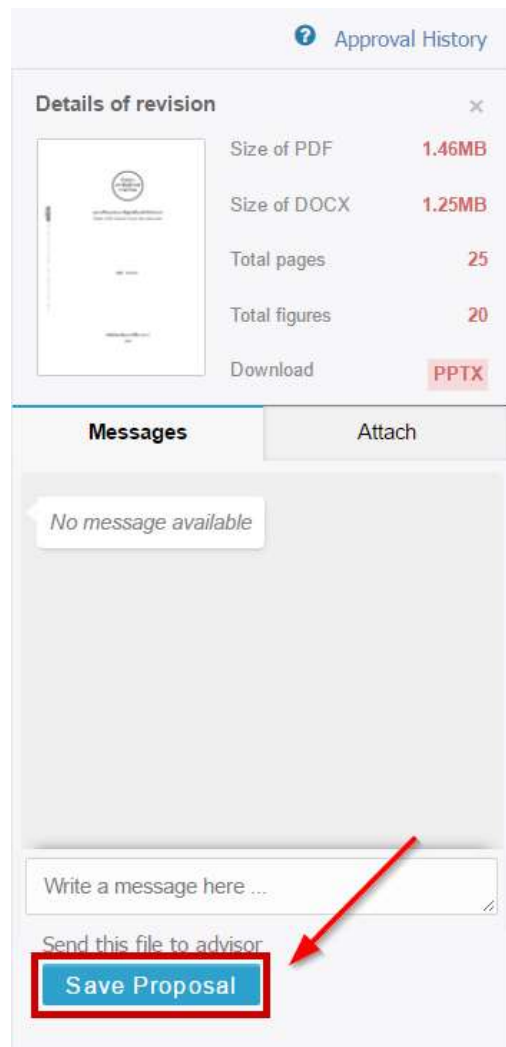 Approval History
Details of revision
Size of PDF 1.46MB
Size of DOCX 1.25MB
Total pages 25
Total figures 20
Download PPTX
Messages Attach
No message available
Write a message here ...
Send this file to advisor
Save Proposal